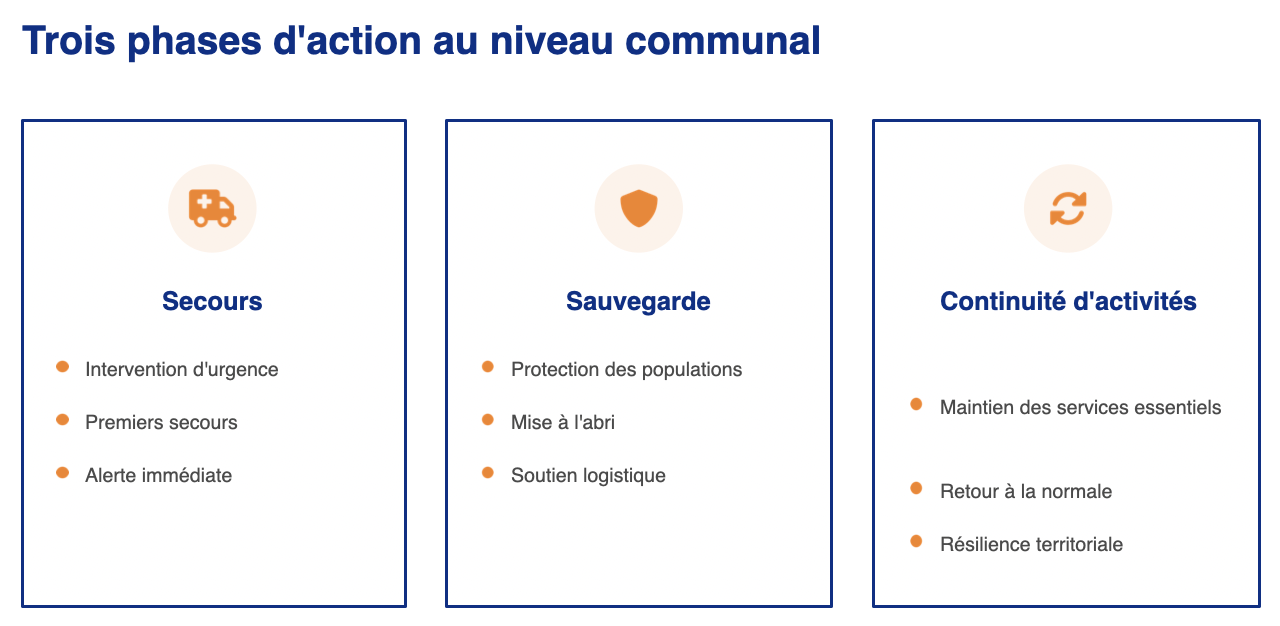 Trois phases d'action au niveau communal
Secours
Intervention d'urgence
Premiers secours
Alerte immédiate
Sauvegarde
Protection des populations
Mise à l'abri
Soutien logistique
Continuité d'activités
Maintien des services essentiels
Retour à la normale
Résilience territoriale